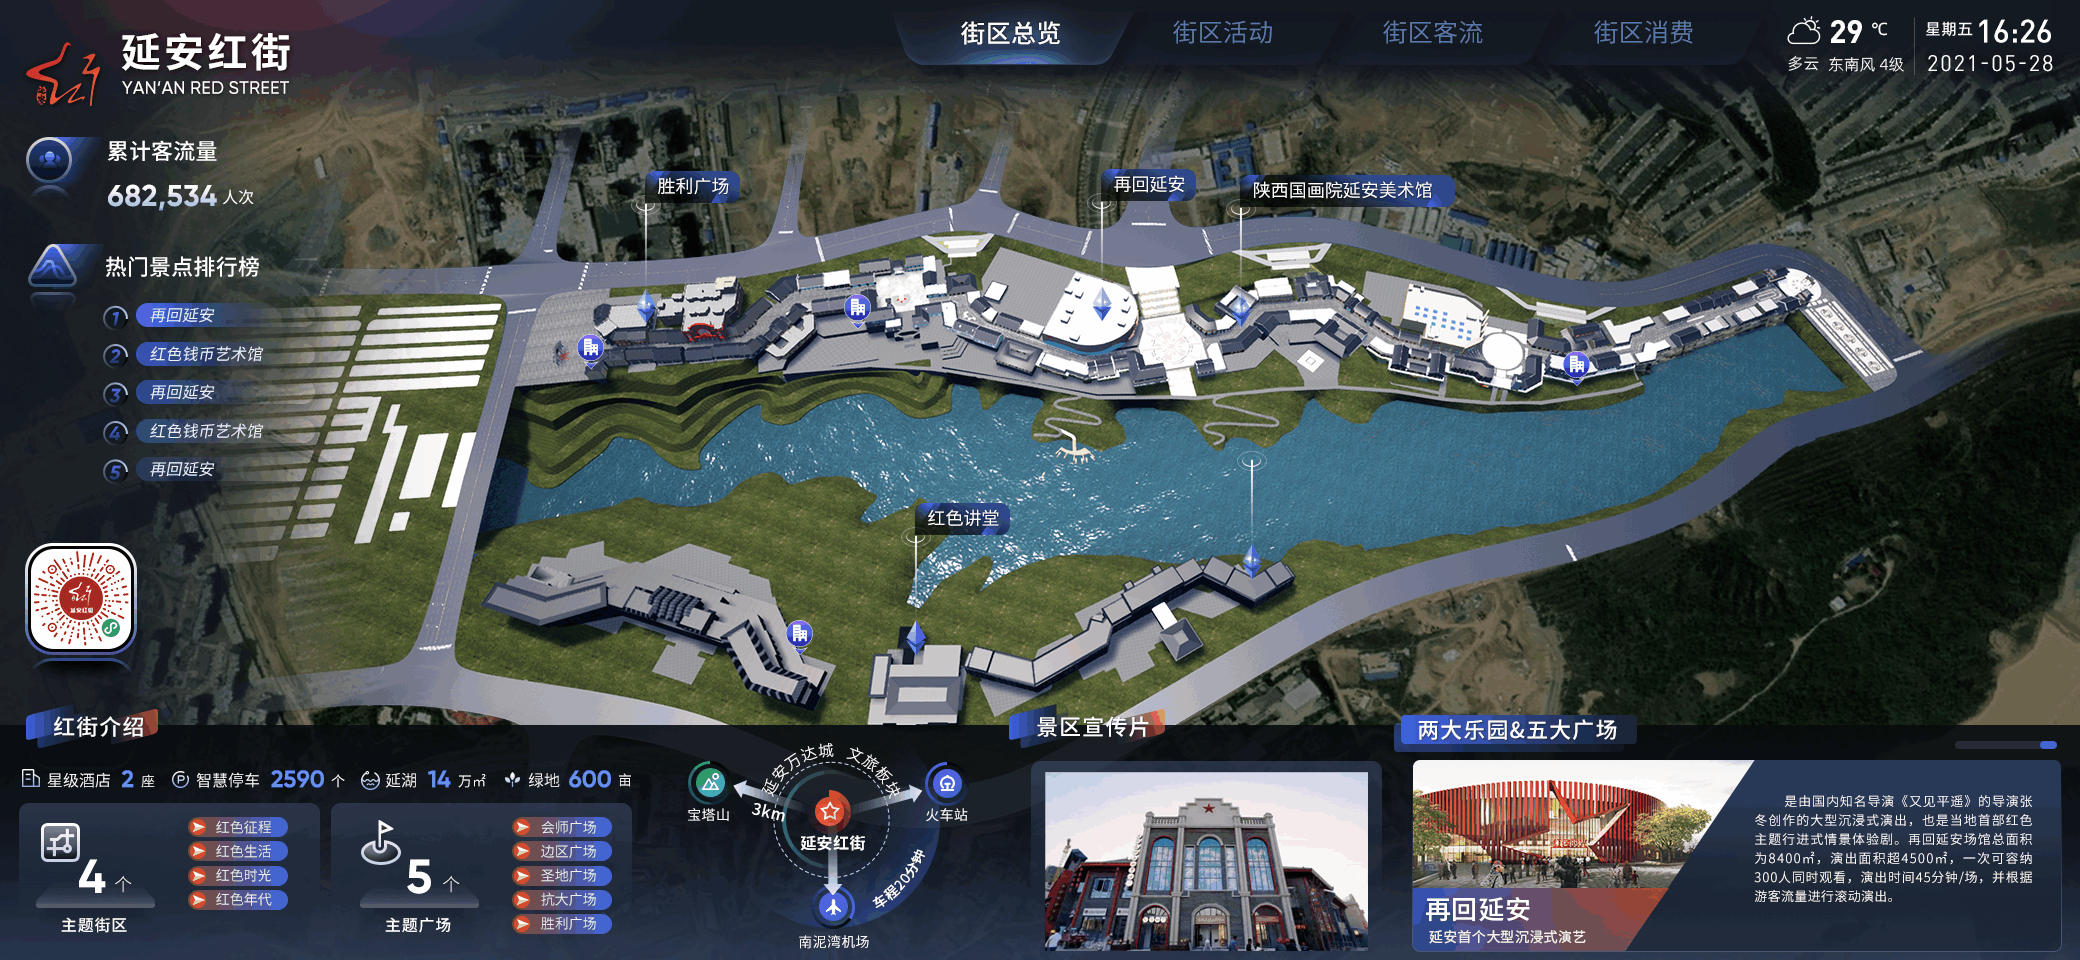 延安红街
YAN'AN RED STREET
街区总览
街区活动
街区客流
街区消费
29 ℃
多云 东南风 4级
星期五 16:26
2021-05-28
累计客流量
682,534 人次
热门景点排行榜
1 再回延安
2 红色钱币艺术馆
3 再回延安
4 红色钱币艺术馆
5 再回延安
胜利广场
再回延安
陕西国画院延安美术馆
红色讲堂
延安红街
红街介绍
星级酒店 2 座
智慧停车 2590 个
延湖 14 万㎡
绿地 600 亩
4 个
主题街区
红色征程
红色生活
红色时光
红色年代
5 个
主题广场
会师广场
边区广场
圣地广场
抗大广场
胜利广场
延安万达城 文旅板块
宝塔山
3km
火车站
延安红街
车程20分钟
南泥湾机场
景区宣传片
两大乐园&五大广场
再回延安
延安首个大型沉浸式演艺
是由国内知名导演《又见平遥》的导演张
冬创作的大型沉浸式演出，也是当地首部红色
主题行进式情景体验剧。再回延安场馆总面积
为8400㎡，演出面积超4500㎡，一次可容纳
300人同时观看，演出时间45分钟/场，并根据
游客流量进行滚动演出。